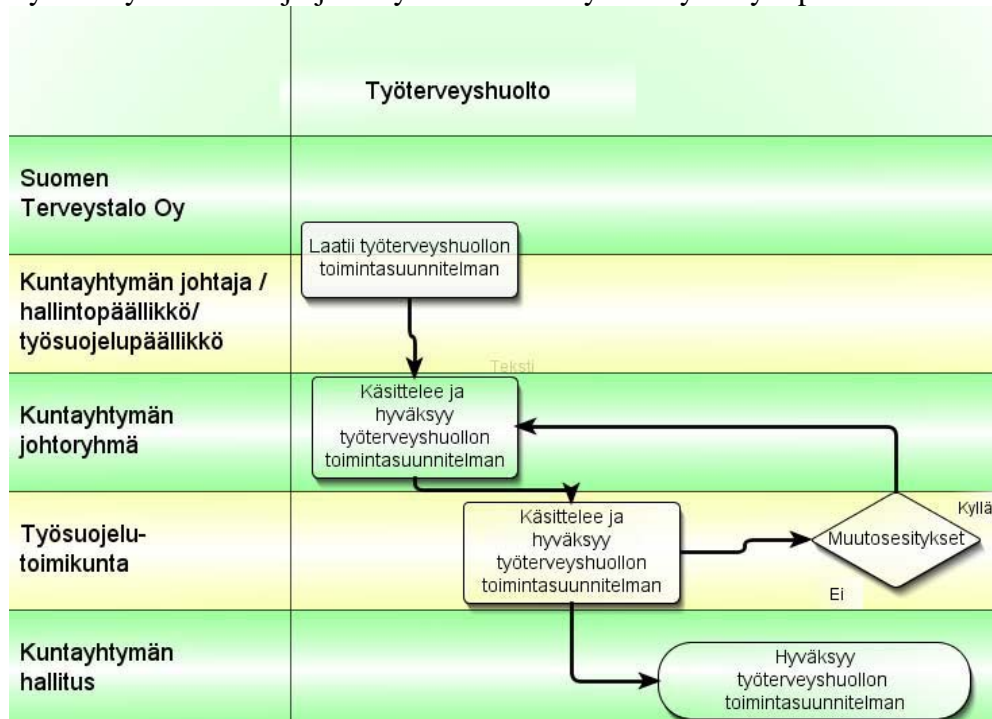 Työterveyshuolto
Suomen
Terveystalo Oy
Laatii työterveyshuollon
toimintasuunnitelman
Kuntayhtymän johtaja /
hallintopäällikkö/
työsuojelupäällikkö
Teksti
Kuntayhtymän
johtoryhmä
Käsittelee ja
hyväksyy
työterveyshuollon
toimintasuunnitelman
Työsuojelu-
toimikunta
Käsittelee ja
hyväksyy
työterveyshuollon
toimintasuunnitelman
Muutosesitykset
Kyllä
Ei
Kuntayhtymän
hallitus
Hyväksyy
työterveyshuollon
toimintasuunnitelman